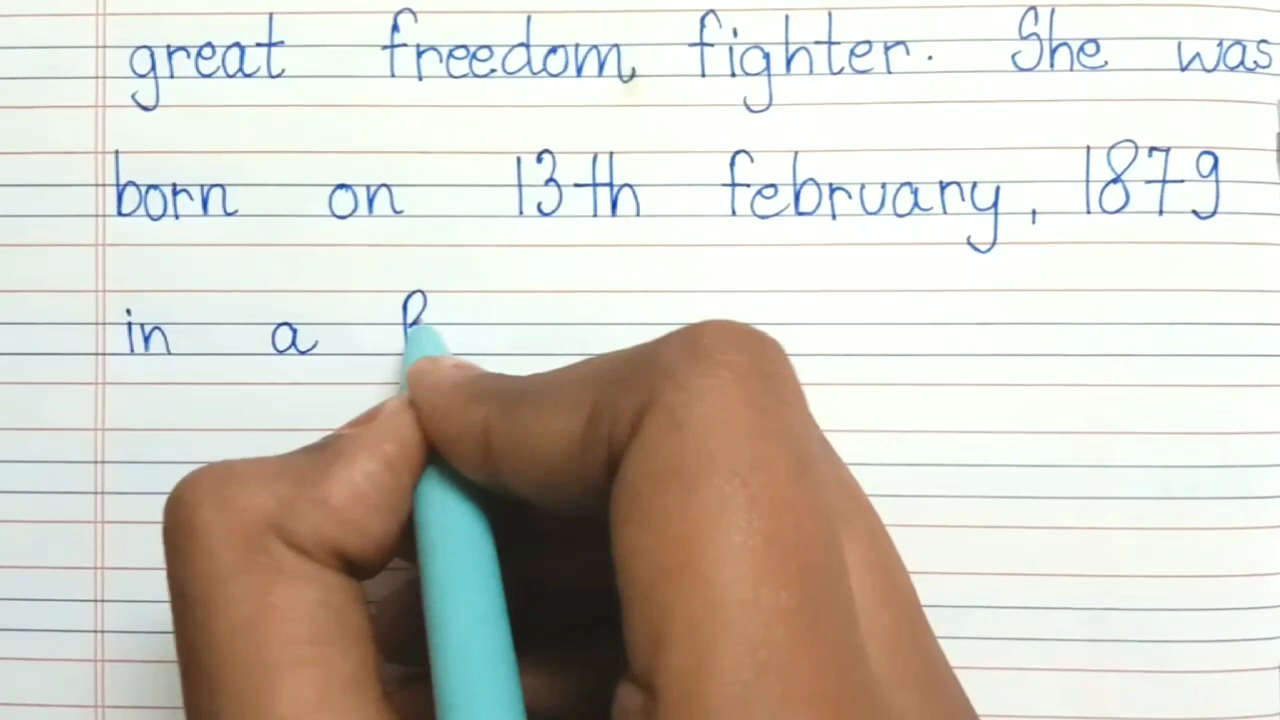 great freedom fighter. She was
born on 13th february, 1879
in a